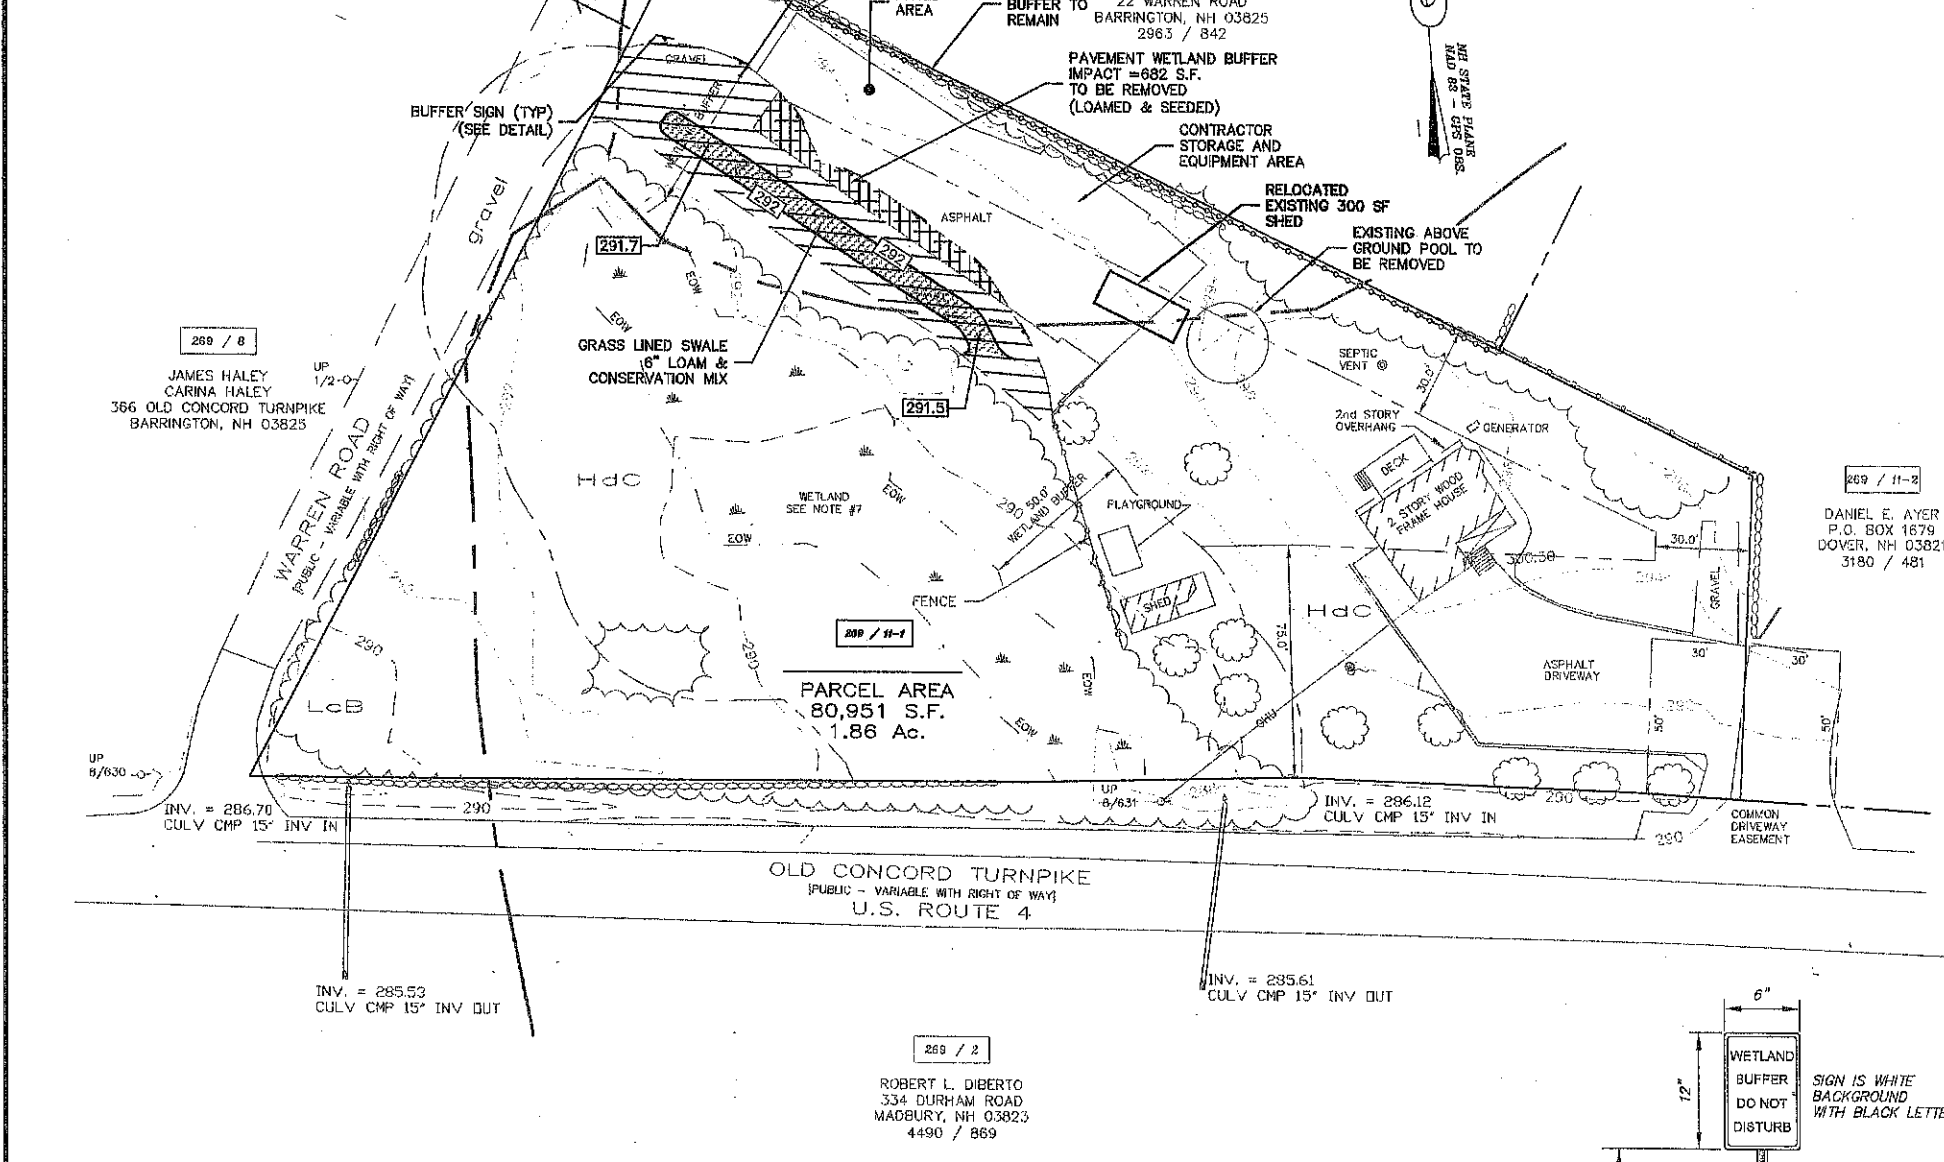 AREA
BUFFER TO
REMAIN
22 WARREN ROAD
BARRINGTON, NH 03825
2963 / 842
NH STATE PLANE
NAD 83 - GPS OBS.
GRAVEL
PAVEMENT WETLAND BUFFER
IMPACT =682 S.F.
TO BE REMOVED
(LOAMED & SEEDED)
BUFFER SIGN (TYP)
(SEE DETAIL)
BUFFER
CONTRACTOR
STORAGE AND
EQUIPMENT AREA
RELOCATED
EXISTING 300 SF
SHED
gravel
292
ASPHALT
291.7
292
EXISTING ABOVE
GROUND POOL TO
BE REMOVED
EOW
EOW
GRASS LINED SWALE
6" LOAM &
CONSERVATION MIX
291.5
SEPTIC
VENT
30.0'
269 / 8
JAMES HALEY
CARINA HALEY
366 OLD CONCORD TURNPIKE
BARRINGTON, NH 03825
UP
1/2
WARREN ROAD
[PUBLIC - VARIABLE WITH RIGHT OF WAY]
2nd STORY
OVERHANG
GENERATOR
DECK
2 STORY WOOD
FRAME HOUSE
HdC
WETLAND
SEE NOTE #7
EOW
EOW
290
50.0'
WETLAND BUFFER
PLAYGROUND
269 / 11-2
DANIEL E. AYER
P.O. BOX 1679
DOVER, NH 03821
3180 / 481
30.0'
GRAVEL
FENCE
SHED
HdC
75.0'
269 / 11-1
PARCEL AREA
80,951 S.F.
1.86 Ac.
290
290
LcB
EOW
EOW
OHU
ASPHALT
DRIVEWAY
30'
30'
50'
50'
290
UP
8/630
INV. = 286.70
CULV CMP 15" INV IN
290
UP
8/631
INV. = 286.12
CULV CMP 15" INV IN
290
290
COMMON
DRIVEWAY
EASEMENT
OLD CONCORD TURNPIKE
[PUBLIC - VARIABLE WITH RIGHT OF WAY]
U.S. ROUTE 4
INV. = 285.53
CULV CMP 15" INV OUT
INV. = 285.61
CULV CMP 15" INV OUT
269 / 2
ROBERT L. DIBERTO
334 DURHAM ROAD
MADBURY, NH 03823
4490 / 869
6"
12"
WETLAND
BUFFER
DO NOT
DISTURB
SIGN IS WHITE
BACKGROUND
WITH BLACK